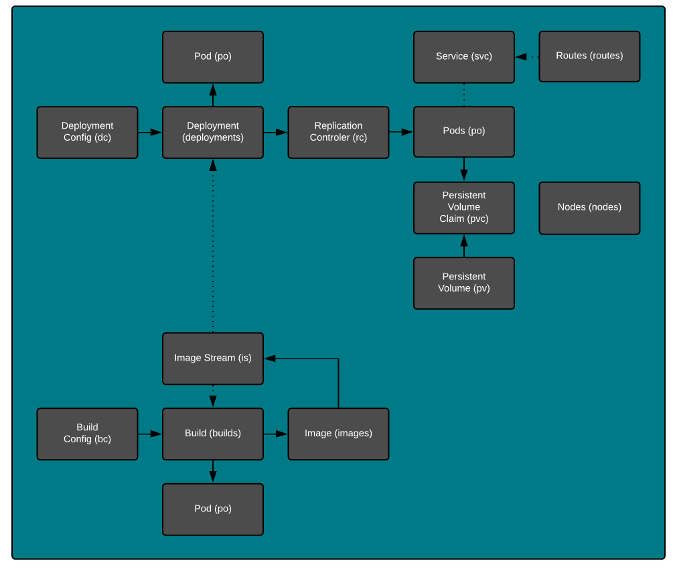 Pod (po)
Service (svc)
Routes (routes)
Deployment
Config (dc)
Deployment
(deployments)
Replication
Controler (rc)
Pods (po)
Persistent
Volume
Claim (pvc)
Nodes (nodes)
Persistent
Volume (pv)
Image Stream (is)
Build
Config (bc)
Build (builds)
Image (images)
Pod (po)